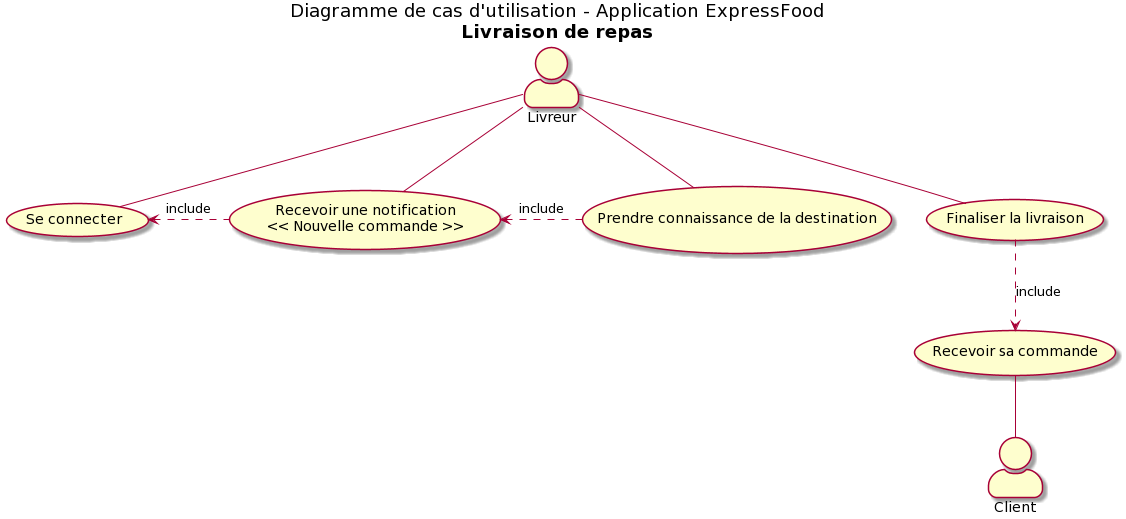 Diagramme de cas d'utilisation - Application ExpressFood
Livraison de repas
Livreur
Se connecter
include
Recevoir une notification
<< Nouvelle commande >>
include
Prendre connaissance de la destination
Finaliser la livraison
include
Recevoir sa commande
Client